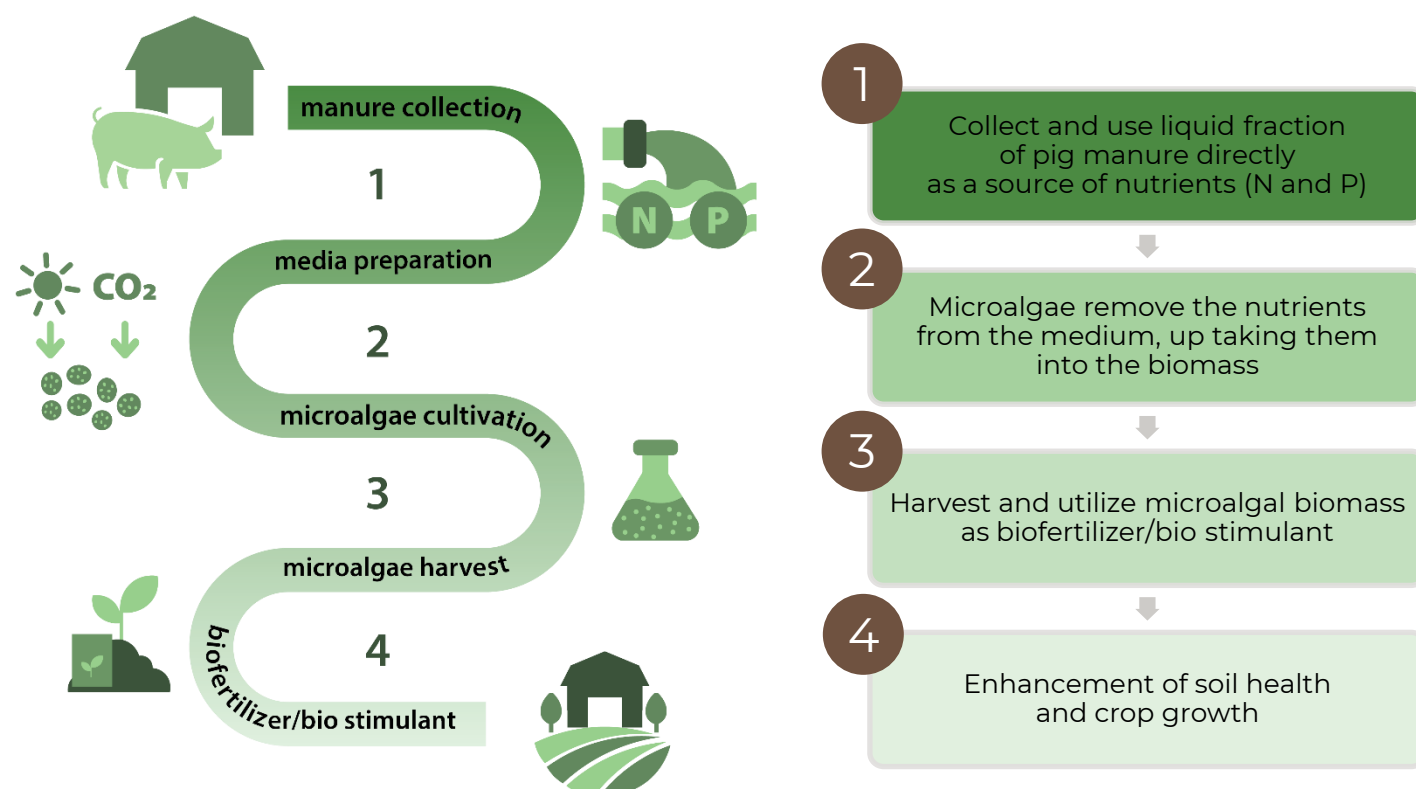 manure collection
1
N P
media preparation
CO₂
2
microalgae cultivation
3
microalgae harvest
4
biofertilizer/bio stimulant
1
Collect and use liquid fraction
of pig manure directly
as a source of nutrients (N and P)
2
Microalgae remove the nutrients
from the medium, up taking them
into the biomass
3
Harvest and utilize microalgal biomass
as biofertilizer/bio stimulant
4
Enhancement of soil health
and crop growth